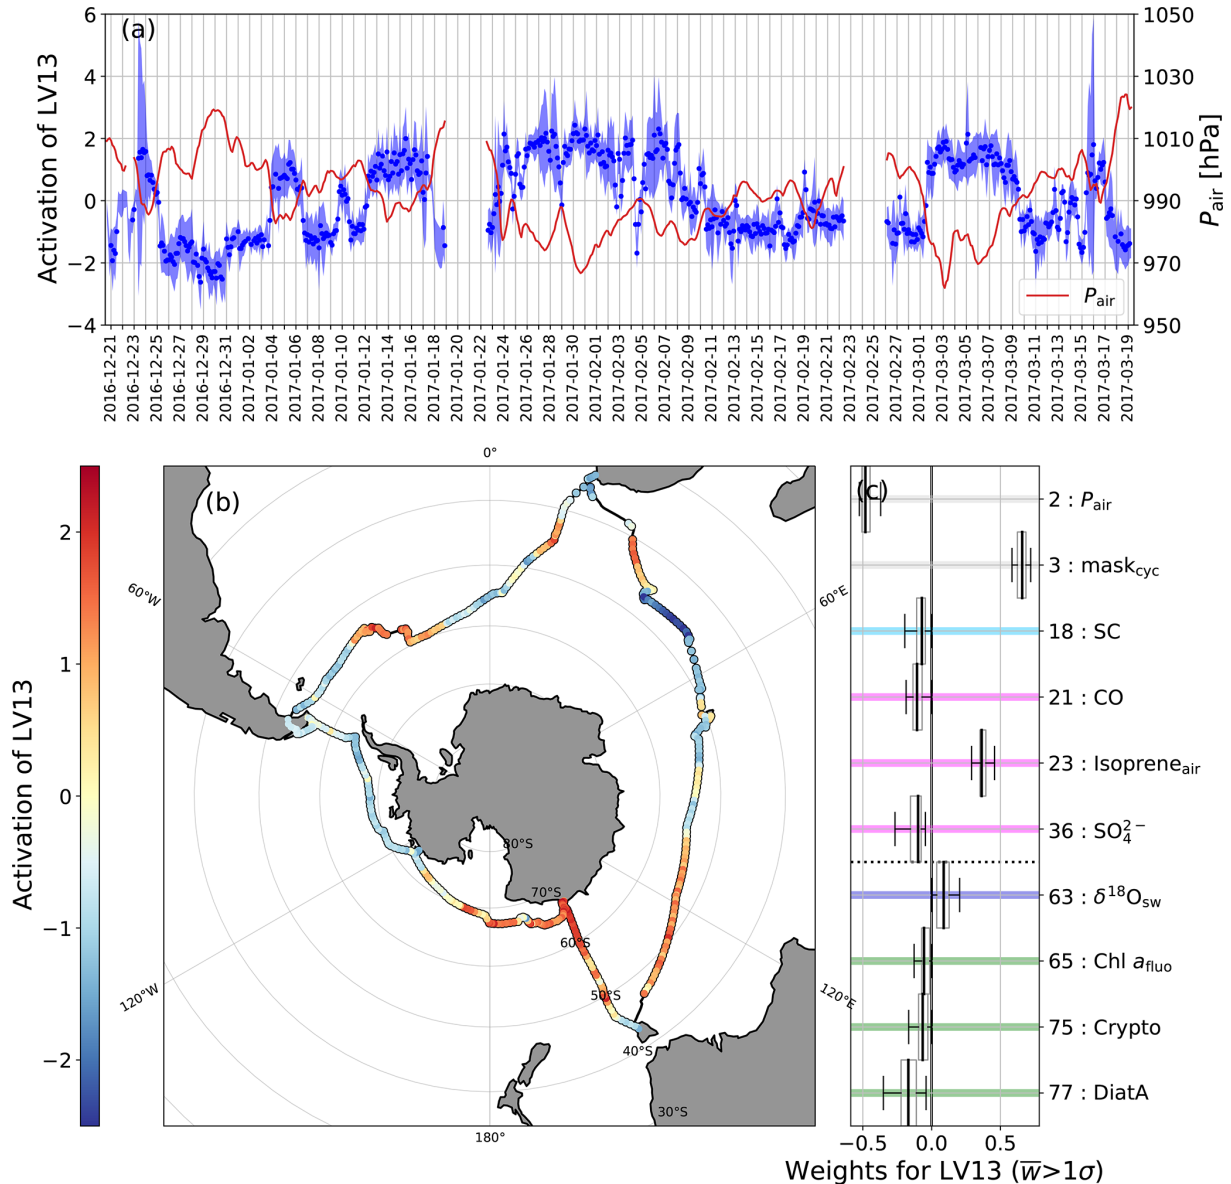 (a)
Activation of LV13
6
4
2
0
−2
−4
1050
1030
1010
990
970
950
P_air [hPa]
P_air
2016-12-21
2016-12-23
2016-12-25
2016-12-27
2016-12-29
2016-12-31
2017-01-04
2017-01-06
2017-01-08
2017-01-10
2017-01-12
2017-01-14
2017-01-16
2017-01-18
2017-01-20
2017-01-22
2017-01-24
2017-01-26
2017-01-28
2017-01-30
2017-02-01
2017-02-03
2017-02-05
2017-02-07
2017-02-09
2017-02-11
2017-02-13
2017-02-15
2017-02-17
2017-02-19
2017-02-21
2017-02-23
2017-02-25
2017-02-27
2017-03-01
2017-03-03
2017-03-05
2017-03-07
2017-03-09
2017-03-11
2017-03-13
2017-03-15
2017-03-17
2017-03-19
Activation of LV13
2
1
0
−1
−2
(b)
0°
60°W
60°E
120°W
120°E
180°
80°S
70°S
60°S
50°S
40°S
30°S
(c)
2 : P_air
3 : mask_cyc
18 : SC
21 : CO
23 : Isoprene_air
36 : SO₄²⁻
63 : δ¹⁸O_sw
65 : Chl a_fluo
75 : Crypto
77 : DiatA
−0.5 0.0 0.5
Weights for LV13 (w̅>1σ)